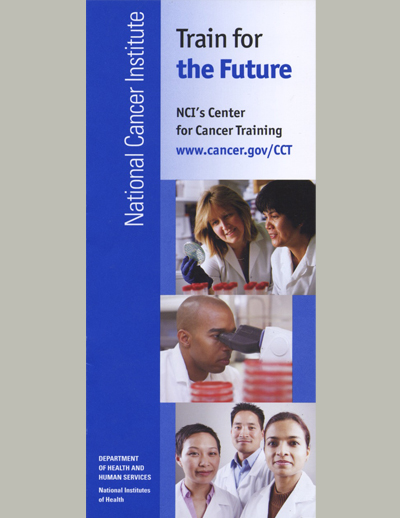 National Cancer Institute
Train for
the Future
NCI's Center
for Cancer Training
www.cancer.gov/CCT
DEPARTMENT
OF HEALTH AND
HUMAN SERVICES
National Institutes
of Health